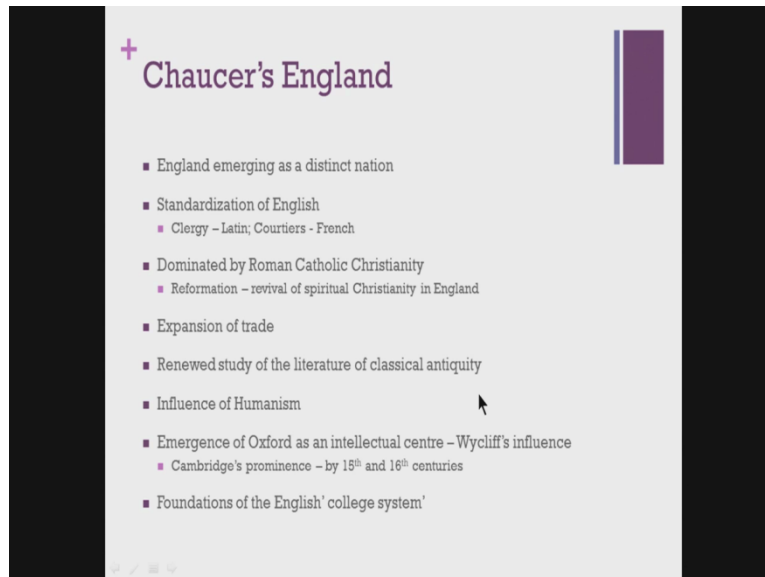 +
Chaucer's England
England emerging as a distinct nation
Standardization of English
Clergy – Latin; Courtiers - French
Dominated by Roman Catholic Christianity
Reformation – revival of spiritual Christianity in England
Expansion of trade
Renewed study of the literature of classical antiquity
Influence of Humanism
Emergence of Oxford as an intellectual centre – Wycliff's influence
Cambridge's prominence – by 15th and 16th centuries
Foundations of the English' college system'